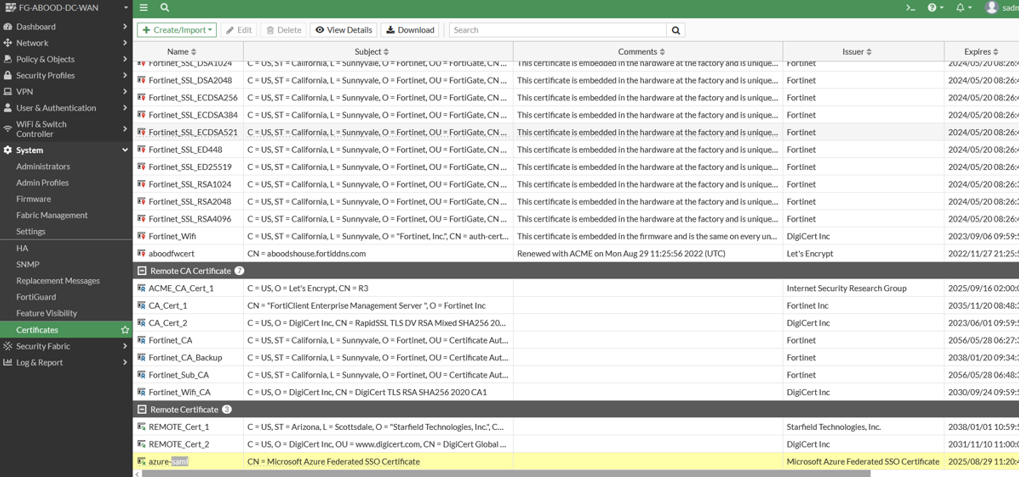 FG-ABOOD-DC-WAN
Dashboard
Network
Policy & Objects
Security Profiles
VPN
User & Authentication
WiFi & Switch
Controller
System
Administrators
Admin Profiles
Firmware
Fabric Management
Settings
HA
SNMP
Replacement Messages
FortiGuard
Feature Visibility
Certificates
Security Fabric
Log & Report
>_ sadm
+ Create/Import Edit Delete View Details Download Search
Name Subject Comments Issuer Expires
Fortinet_SSL_DSA1024 C = US, ST = California, L = Sunnyvale, O = Fortinet, OU = FortiGate, CN ... This certificate is embedded in the hardware at the factory and is unique... Fortinet 2024/05/20 08:26:4
Fortinet_SSL_DSA2048 C = US, ST = California, L = Sunnyvale, O = Fortinet, OU = FortiGate, CN ... This certificate is embedded in the hardware at the factory and is unique... Fortinet 2024/05/20 08:26:4
Fortinet_SSL_ECDSA256 C = US, ST = California, L = Sunnyvale, O = Fortinet, OU = FortiGate, CN ... This certificate is embedded in the hardware at the factory and is unique... Fortinet 2024/05/20 08:26:4
Fortinet_SSL_ECDSA384 C = US, ST = California, L = Sunnyvale, O = Fortinet, OU = FortiGate, CN ... This certificate is embedded in the hardware at the factory and is unique... Fortinet 2024/05/20 08:26:4
Fortinet_SSL_ECDSA521 C = US, ST = California, L = Sunnyvale, O = Fortinet, OU = FortiGate, CN ... This certificate is embedded in the hardware at the factory and is unique... Fortinet 2024/05/20 08:26:4
Fortinet_SSL_ED448 C = US, ST = California, L = Sunnyvale, O = Fortinet, OU = FortiGate, CN ... This certificate is embedded in the hardware at the factory and is unique... Fortinet 2024/05/20 08:26:4
Fortinet_SSL_ED25519 C = US, ST = California, L = Sunnyvale, O = Fortinet, OU = FortiGate, CN ... This certificate is embedded in the hardware at the factory and is unique... Fortinet 2024/05/20 08:26:4
Fortinet_SSL_RSA1024 C = US, ST = California, L = Sunnyvale, O = Fortinet, OU = FortiGate, CN ... This certificate is embedded in the hardware at the factory and is unique... Fortinet 2024/05/20 08:26:3
Fortinet_SSL_RSA2048 C = US, ST = California, L = Sunnyvale, O = Fortinet, OU = FortiGate, CN ... This certificate is embedded in the hardware at the factory and is unique... Fortinet 2024/05/20 08:26:3
Fortinet_SSL_RSA4096 C = US, ST = California, L = Sunnyvale, O = Fortinet, OU = FortiGate, CN ... This certificate is embedded in the hardware at the factory and is unique... Fortinet 2024/05/20 08:26:4
Fortinet_Wifi C = US, ST = California, L = Sunnyvale, O = "Fortinet, Inc.", CN = auth-cert... This certificate is embedded in the firmware and is the same on every un... DigiCert Inc 2023/09/06 09:59:5
aboodfwcert CN = aboodshouse.fortiddns.com Renewed with ACME on Mon Aug 29 11:25:56 2022 (UTC) Let's Encrypt 2022/11/27 21:25:5
Remote CA Certificate 7
ACME_CA_Cert_1 C = US, O = Let's Encrypt, CN = R3 Internet Security Research Group 2025/09/16 02:00:0
CA_Cert_1 CN = "FortiClient Enterprise Management Server ", O = Fortinet Inc Fortinet Inc 2035/11/20 08:48:3
CA_Cert_2 C = US, O = DigiCert Inc, CN = RapidSSL TLS DV RSA Mixed SHA256 20... DigiCert Inc 2023/06/01 09:59:5
Fortinet_CA C = US, ST = California, L = Sunnyvale, O = Fortinet, OU = Certificate Aut... Fortinet 2056/05/28 06:27:3
Fortinet_CA_Backup C = US, ST = California, L = Sunnyvale, O = Fortinet, OU = Certificate Aut... Fortinet 2038/01/20 09:34:3
Fortinet_Sub_CA C = US, ST = California, L = Sunnyvale, O = Fortinet, OU = Certificate Aut... Fortinet 2056/05/28 06:48:3
Fortinet_Wifi_CA C = US, O = DigiCert Inc, CN = DigiCert TLS RSA SHA256 2020 CA1 DigiCert Inc 2030/09/24 09:59:5
Remote Certificate 3
REMOTE_Cert_1 C = US, ST = Arizona, L = Scottsdale, O = "Starfield Technologies, Inc.", C... Starfield Technologies, Inc. 2038/01/01 10:59:5
REMOTE_Cert_2 C = US, O = DigiCert Inc, OU = www.digicert.com, CN = DigiCert Global ... DigiCert Inc 2031/11/10 11:00:0
azure-saml CN = Microsoft Azure Federated SSO Certificate Microsoft Azure Federated SSO Certificate 2025/08/29 11:20:4